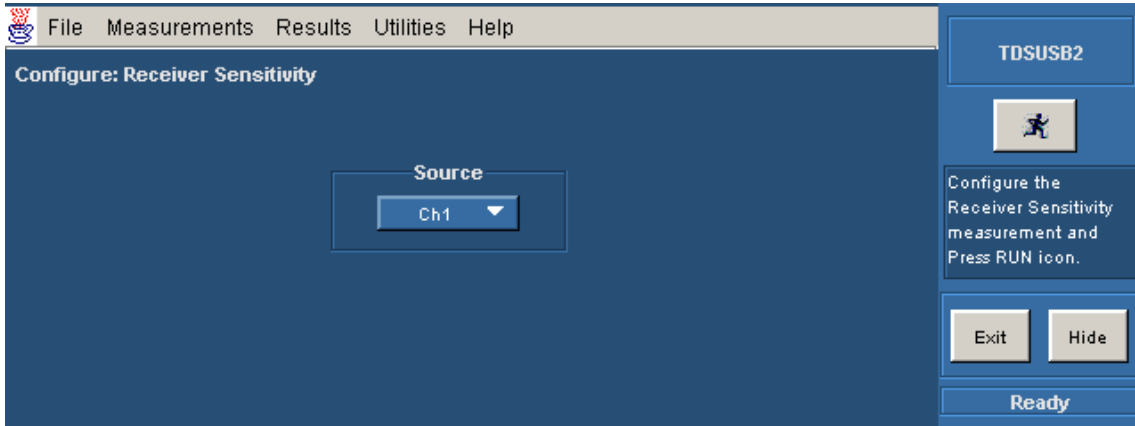 File Measurements Results Utilities Help
Configure: Receiver Sensitivity
Source
Ch1
TDSUSB2
Configure the
Receiver Sensitivity
measurement and
Press RUN icon.
Exit Hide
Ready